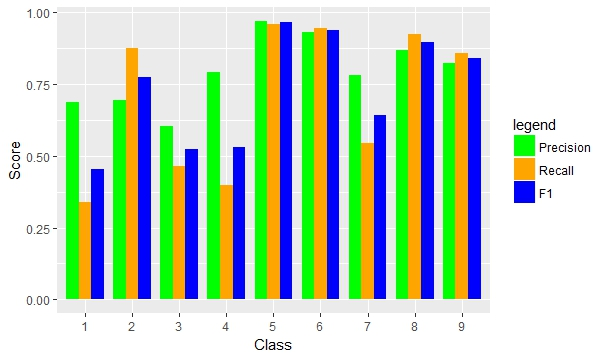 1.00
0.75
0.50
0.25
0.00
Score
1 2 3 4 5 6 7 8 9
Class
legend
Precision
Recall
F1